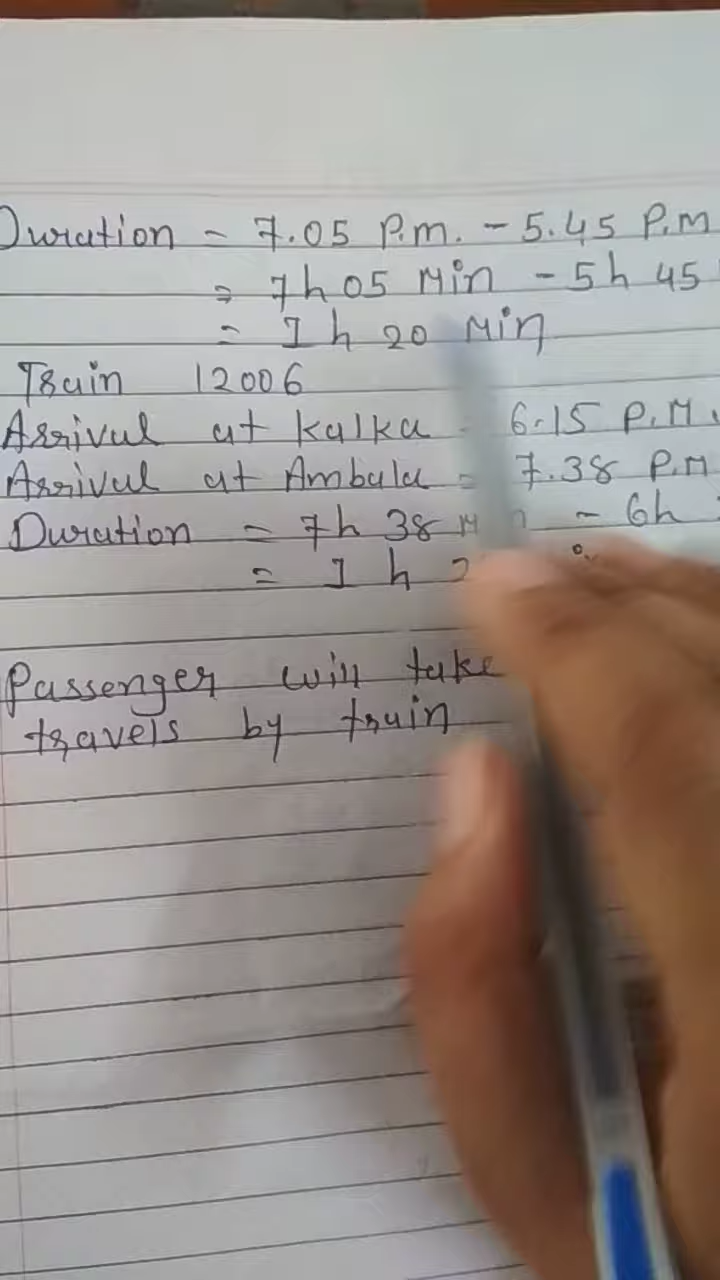 Duration = 7.05 P.m. - 5.45 P.M
= 7h 05 Min - 5h 45
= 1 h 20 Min
Train 12006
Arrival at Kalka - 6.15 P.M.
Arrival at Ambala = 7.38 P.M
Duration = 7h 38 - 6h
= 1 h
Passenger will take
travels by train